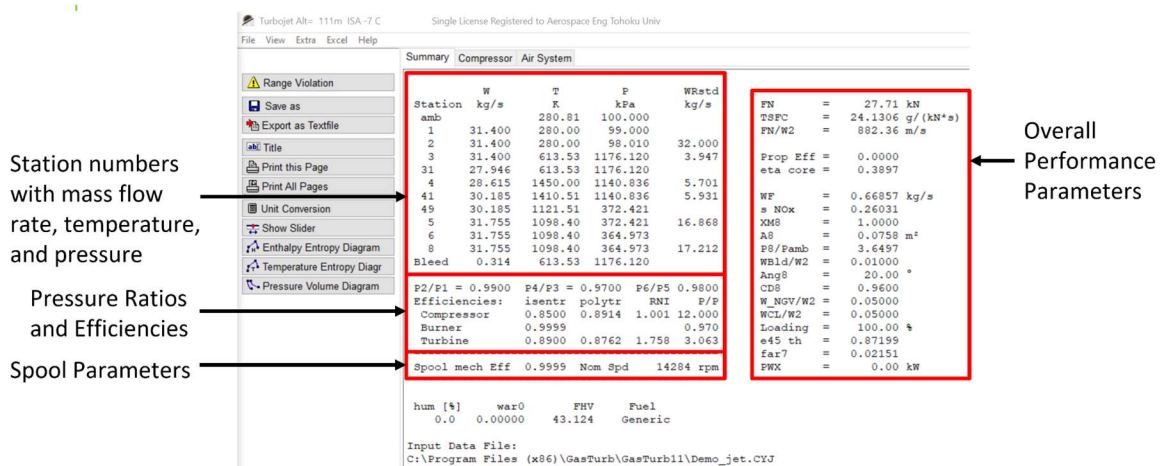 Turbojet Alt= 111m ISA -7 C Single License Registered to Aerospace Eng Tohoku Univ
File View Extra Excel Help
Summary Compressor Air System
Range Violation
Save as
Export as Textfile
Title
Print this Page
Print All Pages
Unit Conversion
Show Slider
Enthalpy Entropy Diagram
Temperature Entropy Diagr
Pressure Volume Diagram
Station numbers
with mass flow
rate, temperature,
and pressure
Pressure Ratios
and Efficiencies
Spool Parameters
W T P WRstd
Station kg/s K kPa kg/s
amb 280.81 100.000
1 31.400 280.00 99.000
2 31.400 280.00 98.010 32.000
3 31.400 613.53 1176.120 3.947
31 27.946 613.53 1176.120
4 28.615 1450.00 1140.836 5.701
41 30.185 1410.51 1140.836 5.931
49 30.185 1121.51 372.421
5 31.755 1098.40 372.421 16.868
6 31.755 1098.40 364.973
8 31.755 1098.40 364.973 17.212
Bleed 0.314 613.53 1176.120
P2/P1 = 0.9900 P4/P3 = 0.9700 P6/P5 0.9800
Efficiencies: isentr polytr RNI P/P
Compressor 0.8500 0.8914 1.001 12.000
Burner 0.9999 0.970
Turbine 0.8900 0.8762 1.758 3.063
Spool mech Eff 0.9999 Nom Spd 14284 rpm
hum [%] war0 FHV Fuel
0.0 0.00000 43.124 Generic
Input Data File:
C:\Program Files (x86)\GasTurb\GasTurb11\Demo_jet.CYJ
FN = 27.71 kN
TSFC = 24.1306 g/(kN*s)
FN/W2 = 882.36 m/s
Prop Eff = 0.0000
eta core = 0.3897
WF = 0.66857 kg/s
s NOx = 0.26031
XM8 = 1.0000
A8 = 0.0758 m²
P8/Pamb = 3.6497
WBld/W2 = 0.01000
Ang8 = 20.00 °
CD8 = 0.9600
W_NGV/W2 = 0.05000
WCL/W2 = 0.05000
Loading = 100.00 %
e45 th = 0.87199
far7 = 0.02151
PWX = 0.00 kW
Overall
Performance
Parameters